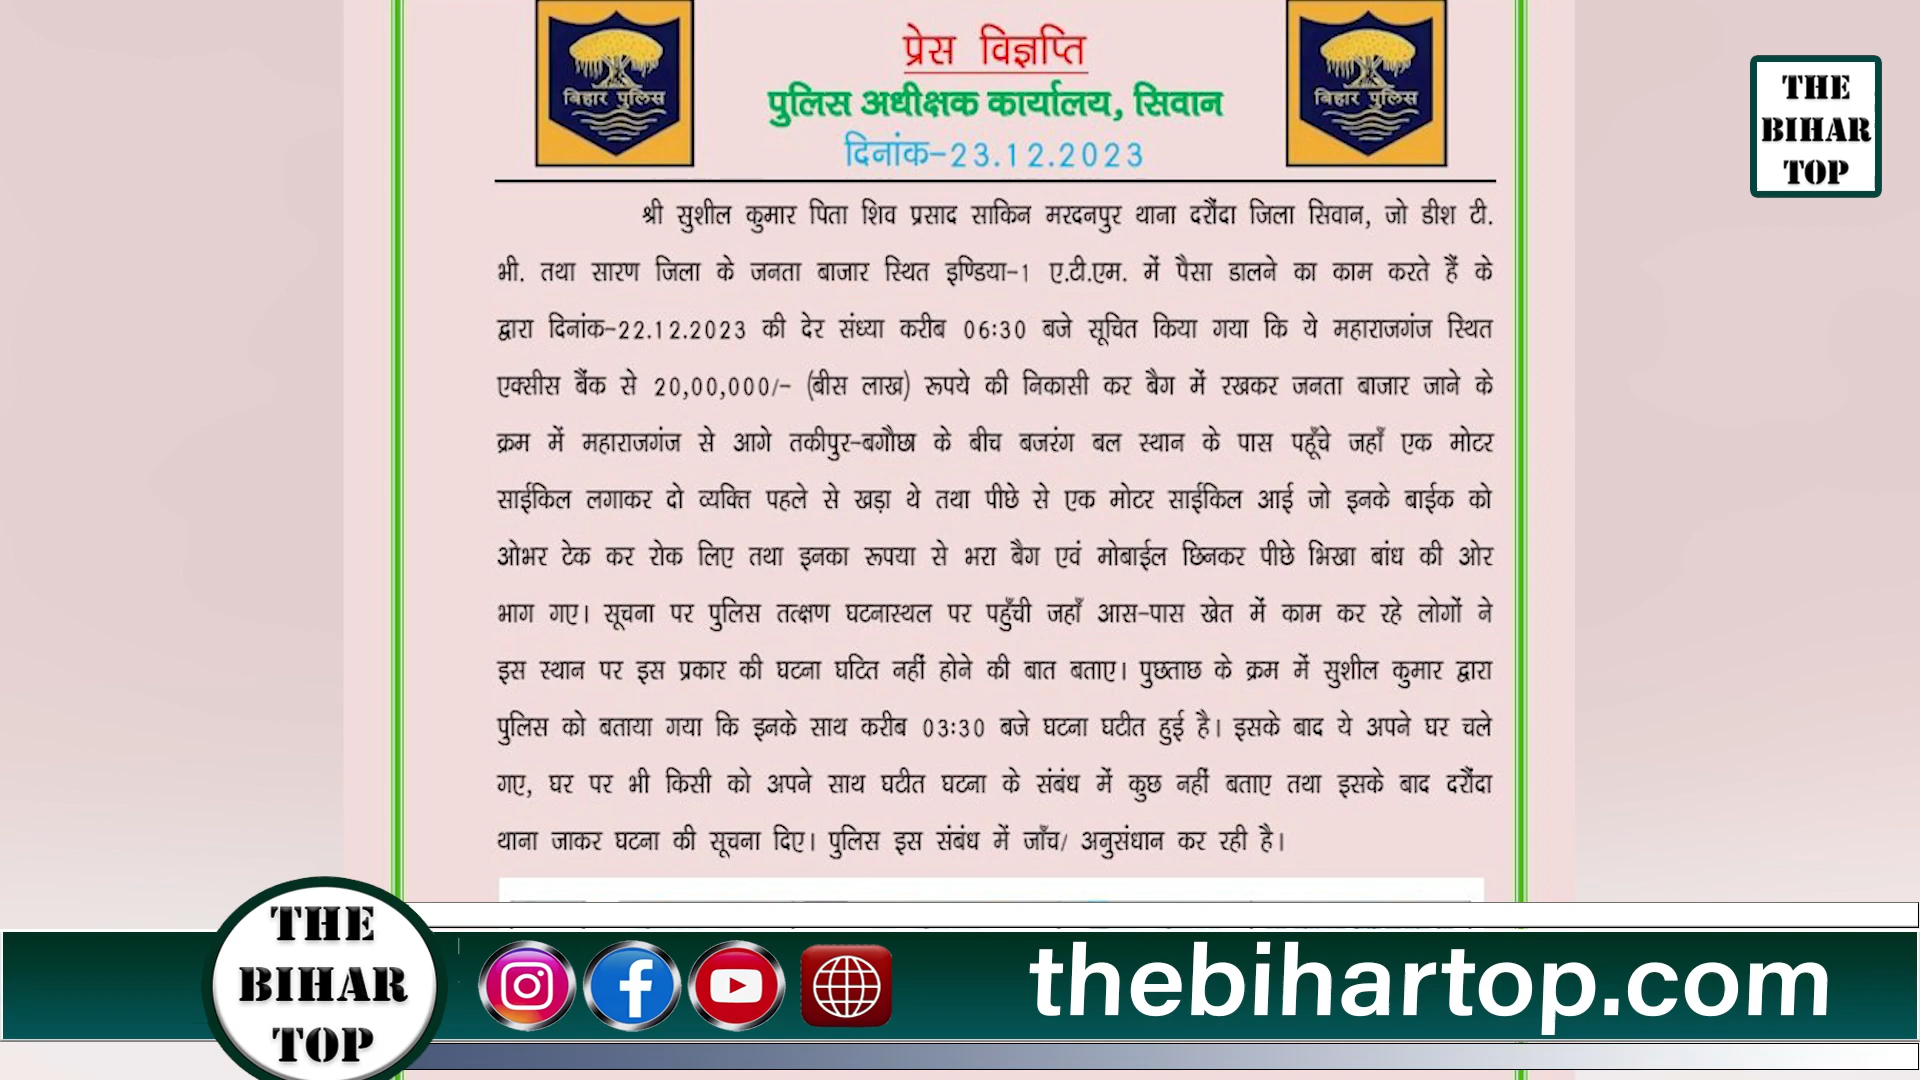 बिहार पुलिस
प्रेस विज्ञप्ति
पुलिस अधीक्षक कार्यालय, सिवान
दिनांक-23.12.2023
बिहार पुलिस
THE
BIHAR
TOP
श्री सुशील कुमार पिता शिव प्रसाद साकिन मरदनपुर थाना दरौंदा जिला सिवान, जो डीश टी.
भी. तथा सारण जिला के जनता बाजार स्थित इण्डिया-1 ए.टी.एम. में पैसा डालने का काम करते हैं के
द्वारा दिनांक-22.12.2023 की देर संध्या करीब 06:30 बजे सूचित किया गया कि ये महाराजगंज स्थित
एक्सीस बैंक से 20,00,000/- (बीस लाख) रूपये की निकासी कर बैग में रखकर जनता बाजार जाने के
क्रम में महाराजगंज से आगे तकीपुर-बगौछा के बीच बजरंग बल स्थान के पास पहूँचे जहाँ एक मोटर
साईकिल लगाकर दो व्यक्ति पहले से खड़ा थे तथा पीछे से एक मोटर साईकिल आई जो इनके बाईक को
ओभर टेक कर रोक लिए तथा इनका रूपया से भरा बैग एवं मोबाईल छिनकर पीछे भिखा बांध की ओर
भाग गए। सूचना पर पुलिस तत्क्षण घटनास्थल पर पहुँची जहाँ आस-पास खेत में काम कर रहे लोगों ने
इस स्थान पर इस प्रकार की घटना घटित नहीं होने की बात बताए। पुछताछ के क्रम में सुशील कुमार द्वारा
पुलिस को बताया गया कि इनके साथ करीब 03:30 बजे घटना घटीत हुई है। इसके बाद ये अपने घर चले
गए, घर पर भी किसी को अपने साथ घटीत घटना के संबंध में कुछ नहीं बताए तथा इसके बाद दरौंदा
थाना जाकर घटना की सूचना दिए। पुलिस इस संबंध में जाँच/ अनुसंधान कर रही है।
THE
BIHAR
TOP
thebihartop.com